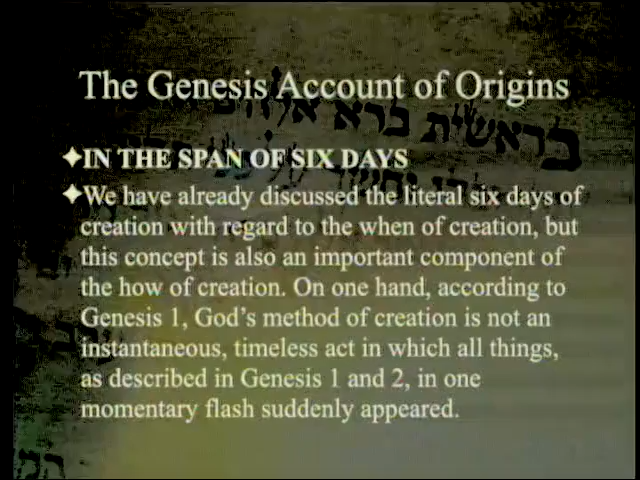 The Genesis Account of Origins
בראשית ברא אלהים
✦IN THE SPAN OF SIX DAYS
✦We have already discussed the literal six days of
creation with regard to the when of creation, but
this concept is also an important component of
the how of creation. On one hand, according to
Genesis 1, God's method of creation is not an
instantaneous, timeless act in which all things,
as described in Genesis 1 and 2, in one
momentary flash suddenly appeared.